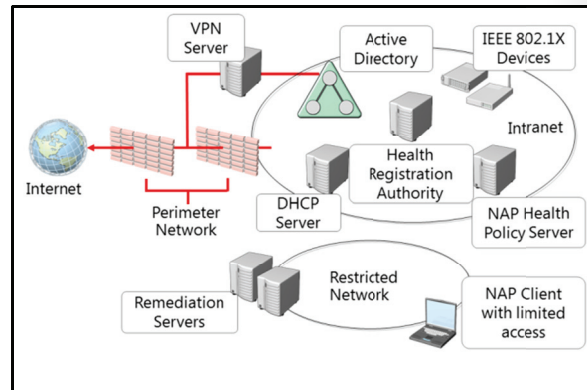 VPN
Server
Active
Directory
IEEE 802.1X
Devices
Internet
Perimeter
Network
Intranet
Health
Registration
Authority
DHCP
Server
NAP Health
Policy Server
Remediation
Servers
Restricted
Network
NAP Client
with limited
access